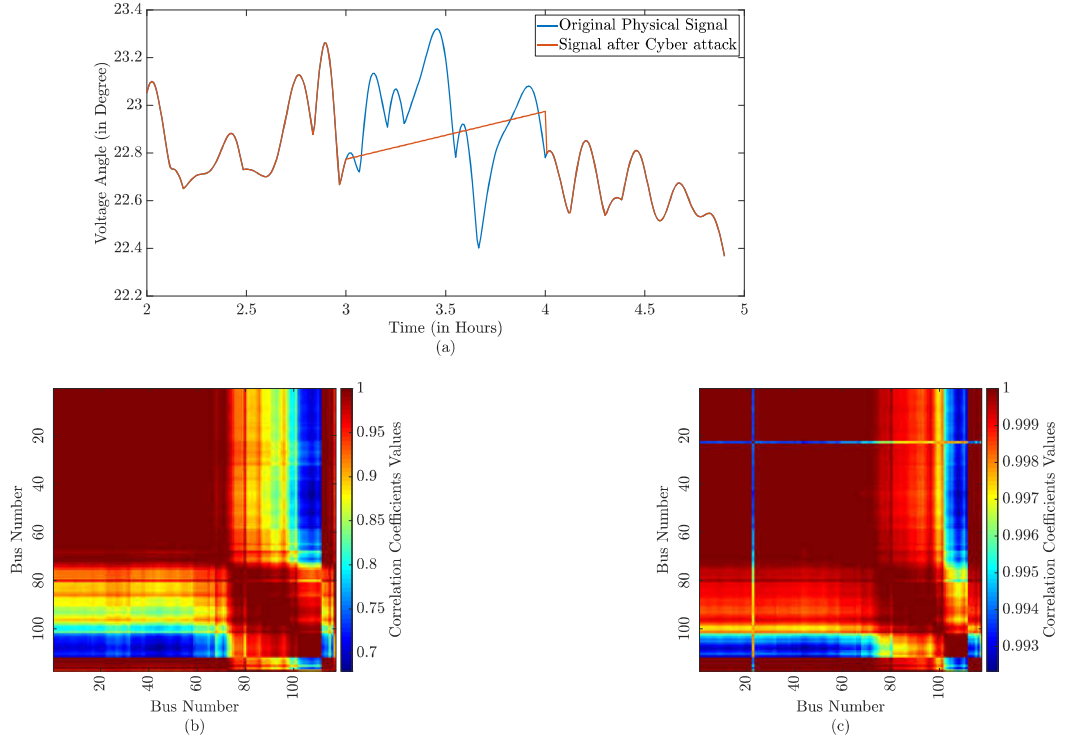 23.4
23.2
23
22.8
22.6
22.4
22.2
Voltage Angle (in Degree)
Original Physical Signal
Signal after Cyber attack
2 2.5 3 3.5 4 4.5 5
Time (in Hours)
(a)
20
40
60
80
100
Bus Number
20 40 60 80 100
Bus Number
(b)
1
0.95
0.9
0.85
0.8
0.75
0.7
Correlation Coefficients Values
20
40
60
80
100
Bus Number
20 40 60 80 100
Bus Number
(c)
1
0.999
0.998
0.997
0.996
0.995
0.994
0.993
Correlation Coefficients Values